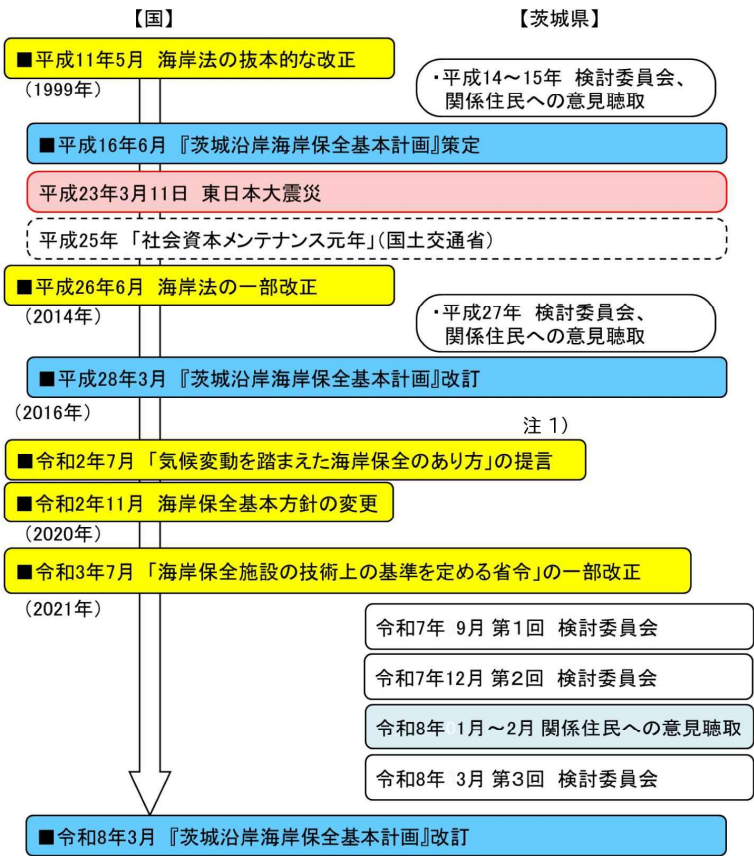 【国】
【茨城県】
■平成11年5月 海岸法の抜本的な改正
(1999年)
・平成14～15年 検討委員会、
関係住民への意見聴取
■平成16年6月 『茨城沿岸海岸保全基本計画』策定
平成23年3月11日 東日本大震災
平成25年 「社会資本メンテナンス元年」(国土交通省)
■平成26年6月 海岸法の一部改正
(2014年)
・平成27年 検討委員会、
関係住民への意見聴取
■平成28年3月 『茨城沿岸海岸保全基本計画』改訂
(2016年)
注1)
■令和2年7月 「気候変動を踏まえた海岸保全のあり方」の提言
■令和2年11月 海岸保全基本方針の変更
(2020年)
■令和3年7月 「海岸保全施設の技術上の基準を定める省令」の一部改正
(2021年)
令和7年 9月 第1回 検討委員会
令和7年12月 第2回 検討委員会
令和8年01月～2月 関係住民への意見聴取
令和8年 3月 第3回 検討委員会
■令和8年3月 『茨城沿岸海岸保全基本計画』改訂